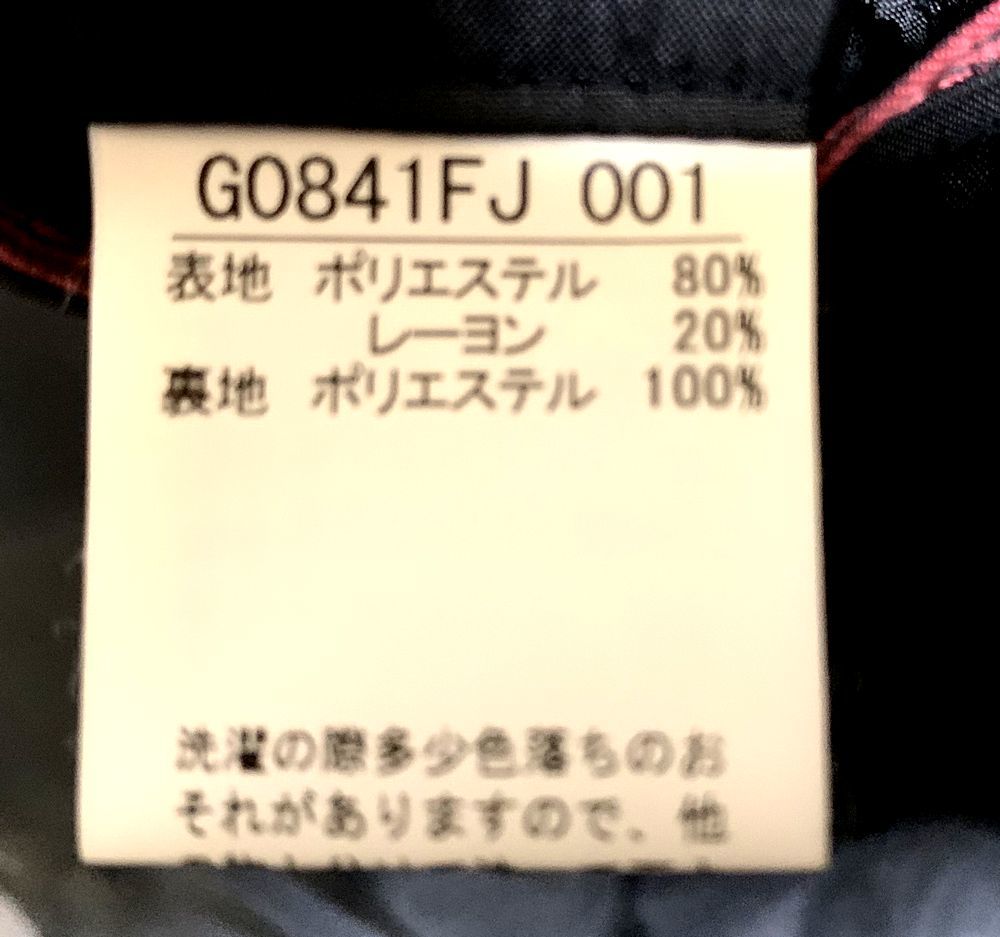 G0841FJ 001
表地 ポリエステル 80%
レーヨン 20%
裏地 ポリエステル 100%
洗濯の際多少色落ちのお
それがありますので、他